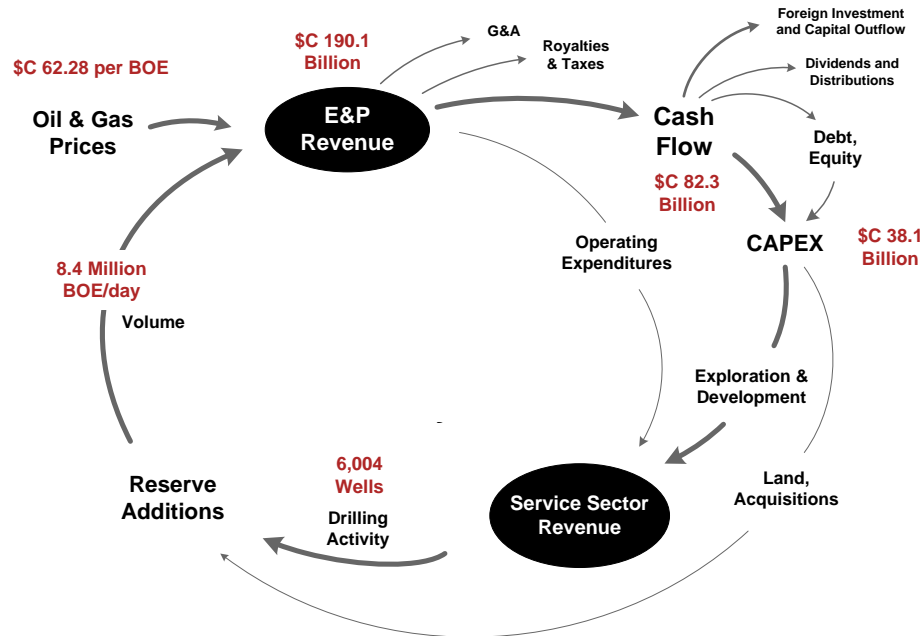 Foreign Investment
and Capital Outflow
G&A
$C 190.1
Billion
Royalties
& Taxes
$C 62.28 per BOE
Dividends and
Distributions
Oil & Gas
Prices
E&P
Revenue
Cash
Flow
Debt,
Equity
$C 82.3
Billion
CAPEX
$C 38.1
Billion
Operating
Expenditures
8.4 Million
BOE/day
Volume
Exploration &
Development
6,004
Wells
Reserve
Additions
Drilling
Activity
Service Sector
Revenue
Land,
Acquisitions